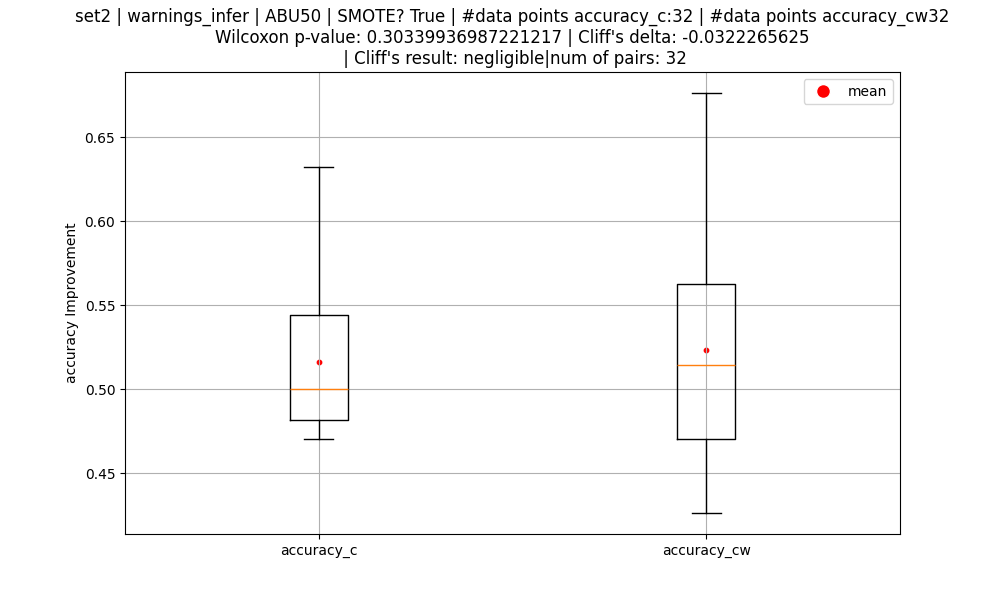 set2 | warnings_infer | ABU50 | SMOTE? True | #data points accuracy_c:32 | #data points accuracy_cw32
Wilcoxon p-value: 0.30339936987221217 | Cliff's delta: -0.0322265625
| Cliff's result: negligible|num of pairs: 32
mean
accuracy Improvement
0.65
0.60
0.55
0.50
0.45
accuracy_c
accuracy_cw